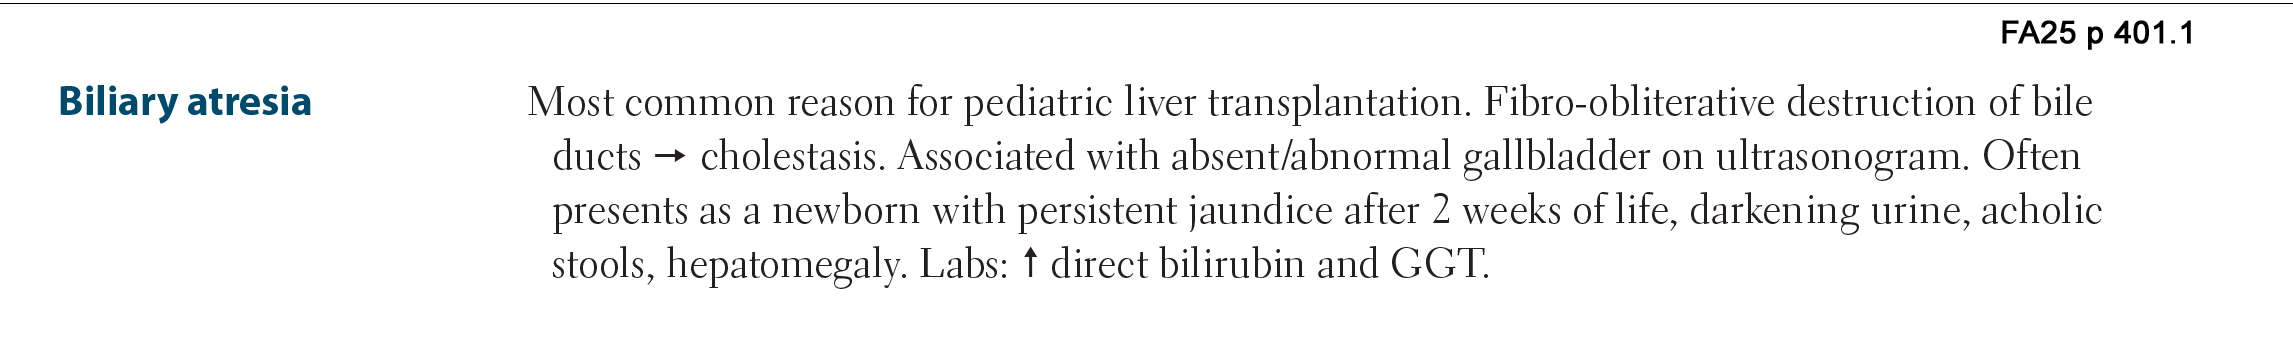 FA25 p 401.1
Biliary atresia
Most common reason for pediatric liver transplantation. Fibro-obliterative destruction of bile
ducts → cholestasis. Associated with absent/abnormal gallbladder on ultrasonogram. Often
presents as a newborn with persistent jaundice after 2 weeks of life, darkening urine, acholic
stools, hepatomegaly. Labs: ↑ direct bilirubin and GGT.